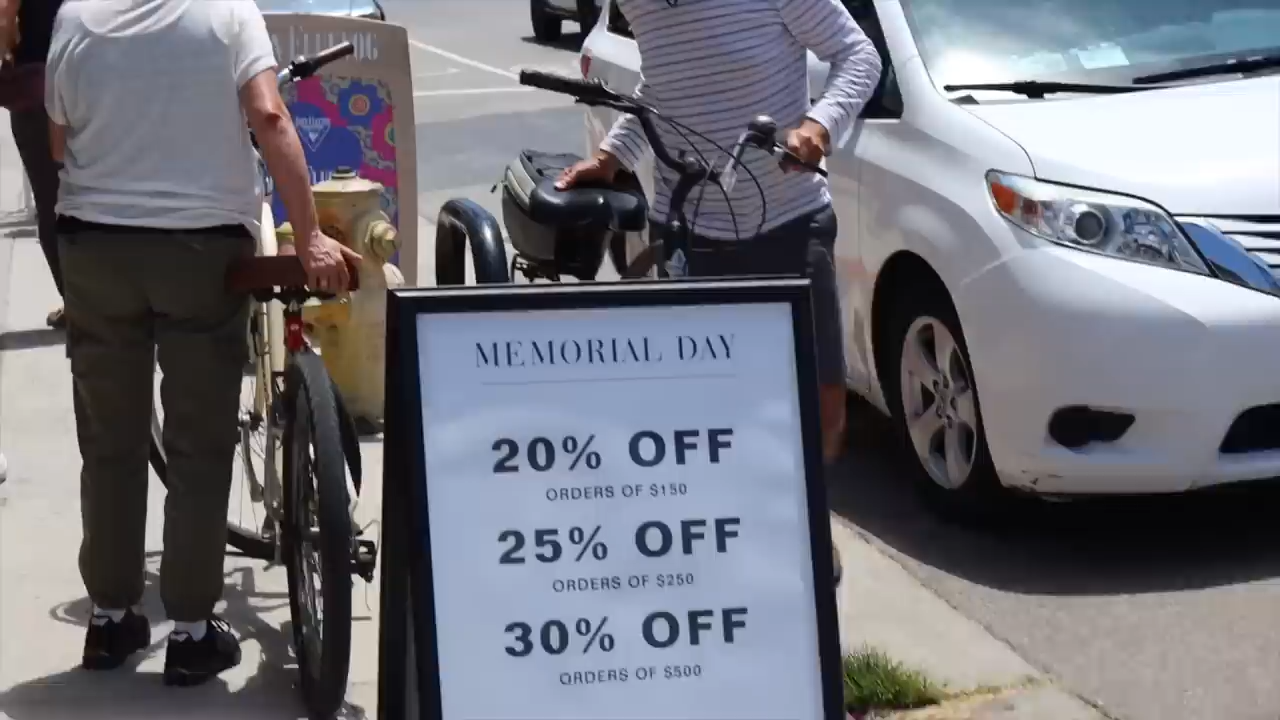 MEMORIAL DAY
20% OFF
ORDERS OF $150
25% OFF
ORDERS OF $250
30% OFF
ORDERS OF $500